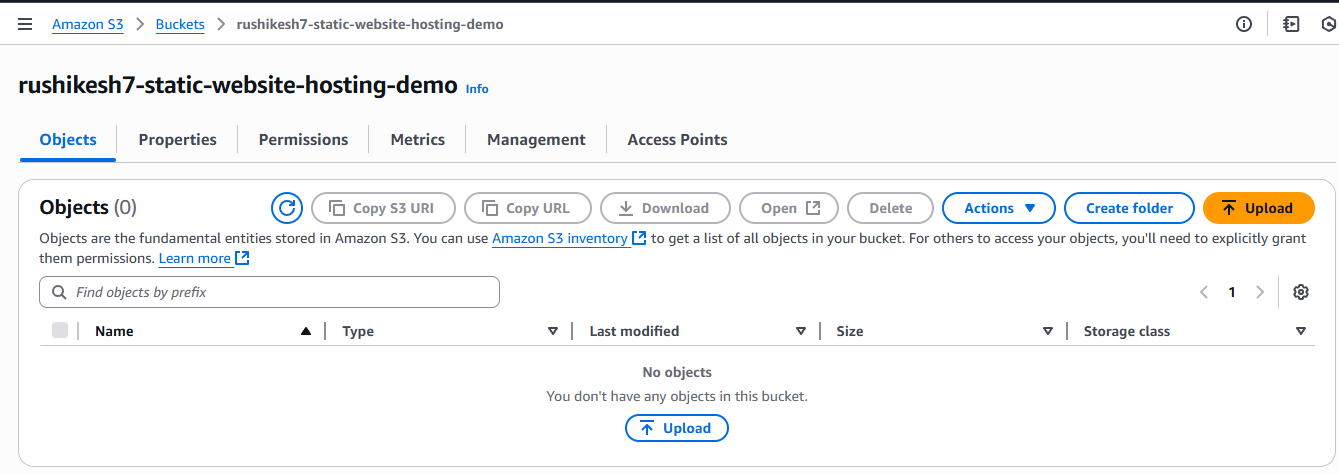 Amazon S3 > Buckets > rushikesh7-static-website-hosting-demo
rushikesh7-static-website-hosting-demo Info
Objects Properties Permissions Metrics Management Access Points
Objects (0) Copy S3 URI Copy URL Download Open Delete Actions Create folder Upload
Objects are the fundamental entities stored in Amazon S3. You can use Amazon S3 inventory to get a list of all objects in your bucket. For others to access your objects, you'll need to explicitly grant
them permissions. Learn more
Find objects by prefix 1
Name Type Last modified Size Storage class
No objects
You don't have any objects in this bucket.
Upload